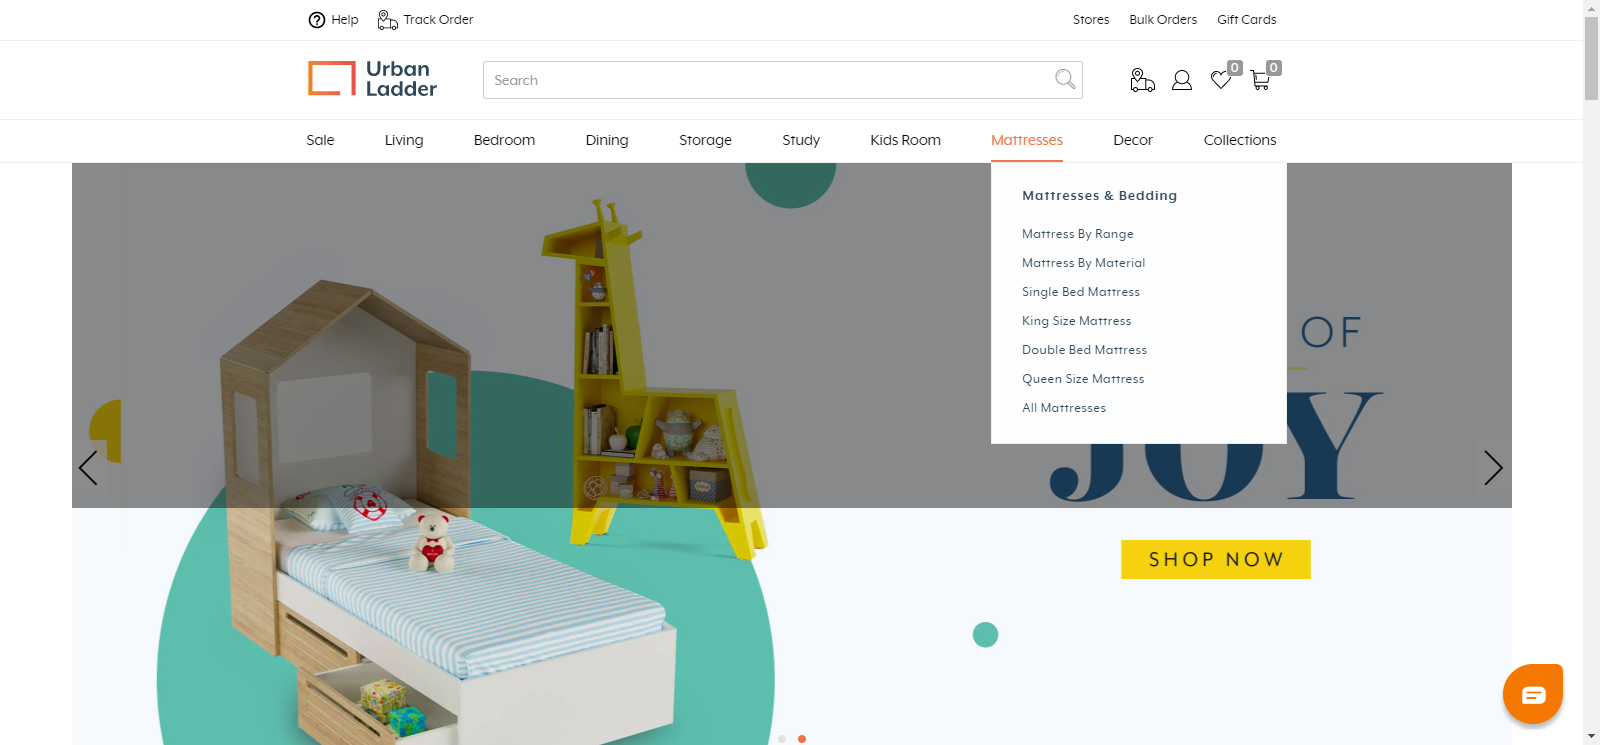 Help
Track Order
Stores
Bulk Orders
Gift Cards
Urban
Ladder
Search
0
0
Sale
Living
Bedroom
Dining
Storage
Study
Kids Room
Mattresses
Decor
Collections
Mattresses & Bedding
Mattress By Range
Mattress By Material
Single Bed Mattress
King Size Mattress
Double Bed Mattress
Queen Size Mattress
All Mattresses
OF
JOY
SHOP NOW